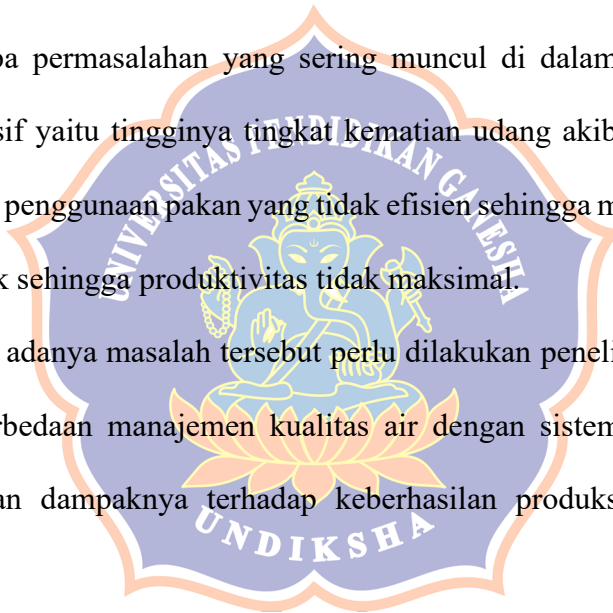 pa permasalahan yang sering muncul di dalam
sif yaitu tingginya tingkat kematian udang akib
penggunaan pakan yang tidak efisien sehingga m
k sehingga produktivitas tidak maksimal.
adanya masalah tersebut perlu dilakukan peneli
rbedaan manajemen kualitas air dengan sistem
an dampaknya terhadap keberhasilan produks
UNIVERSITAS PENDIDIKAN GANESHA
UNDIKSHA